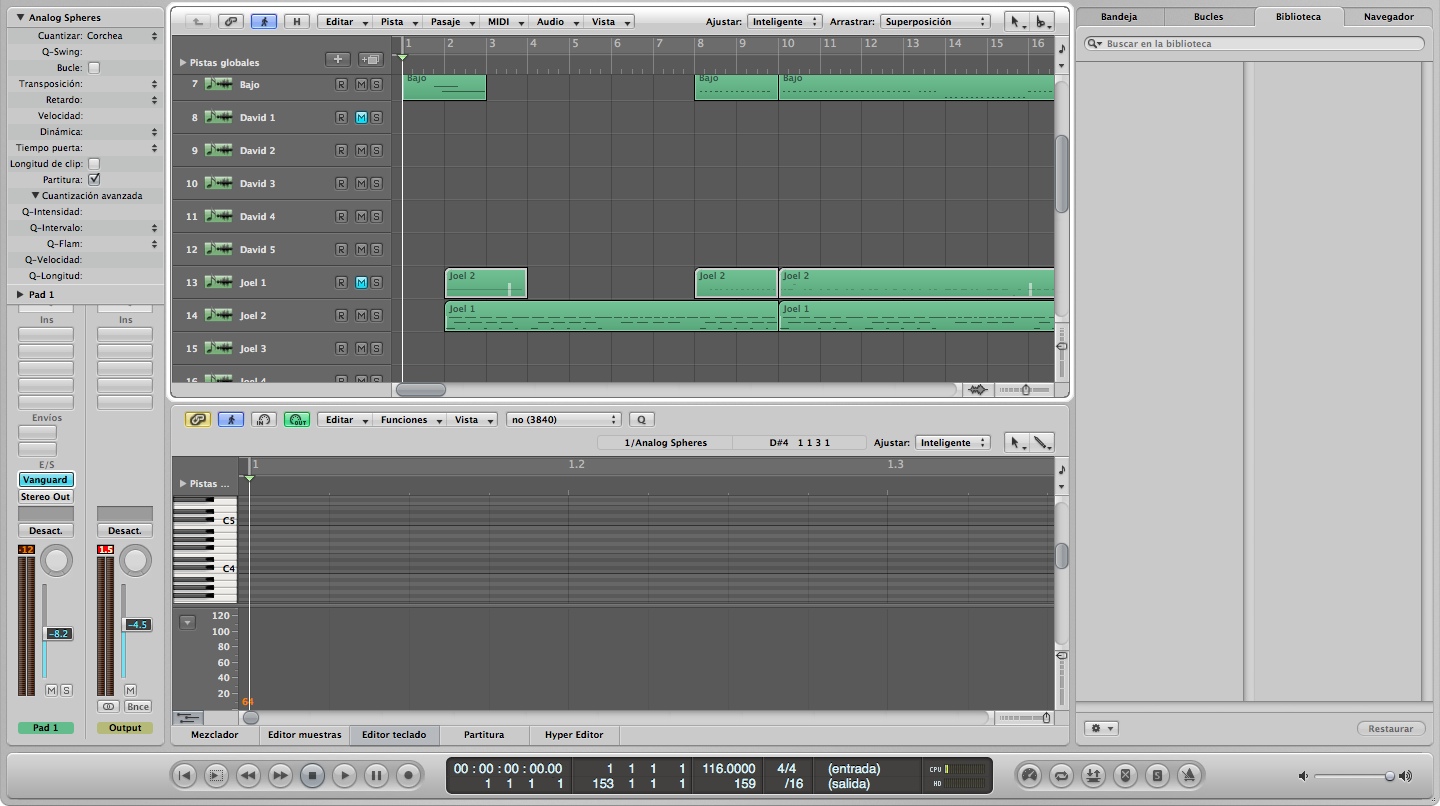 Analog Spheres
Cuantizar: Corchea
Q-Swing:
Bucle:
Transposición:
Retardo:
Velocidad:
Dinámica:
Tiempo puerta:
Longitud de clip:
Partitura:
Cuantización avanzada
Q-Intensidad:
Q-Intervalo:
Q-Flam:
Q-Velocidad:
Q-Longitud:
Pad 1
Ins Ins
Envíos
E/S
Vanguard
Stereo Out
Desact. Desact.
-12 1.5
-8.2 -4.5
M S M
Bnce
Pad 1 Output
H Editar Pista Pasaje MIDI Audio Vista Ajustar: Inteligente Arrastrar: Superposición
Pistas globales 1 2 3 4 5 6 7 8 9 10 11 12 13 14 15 16
7 Bajo R M S Bajo Bajo Bajo
8 David 1 R M S
9 David 2 R M S
10 David 3 R M S
11 David 4 R M S
12 David 5 R M S
13 Joel 1 R M S Joel 2 Joel 2 Joel 2
14 Joel 2 R M S Joel 1 Joel 1
15 Joel 3 R M S
16 Joel 4 R M S
IN OUT Editar Funciones Vista no (3840) Q
1/Analog Spheres D#4 1 1 3 1 Ajustar: Inteligente
Pistas ... 1 1.2 1.3
C5
C4
120
100
80
60
40
20
64
Mezclador Editor muestras Editor teclado Partitura Hyper Editor
Bandeja Bucles Biblioteca Navegador
Buscar en la biblioteca
Restaurar
00 : 00 : 00 : 00.00 1 1 1 1 116.0000 4/4 (entrada) CPU
1 1 1 1 153 1 1 1 159 /16 (salida) HD
S